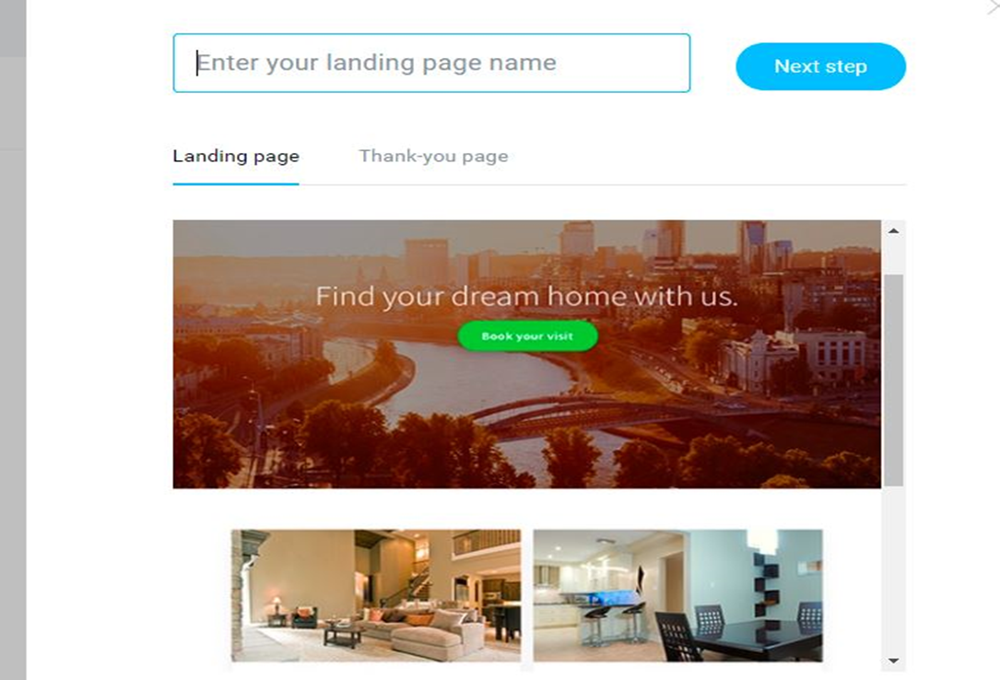 Enter your landing page name
Next step
Landing page
Thank-you page
Find your dream home with us.
Book your visit